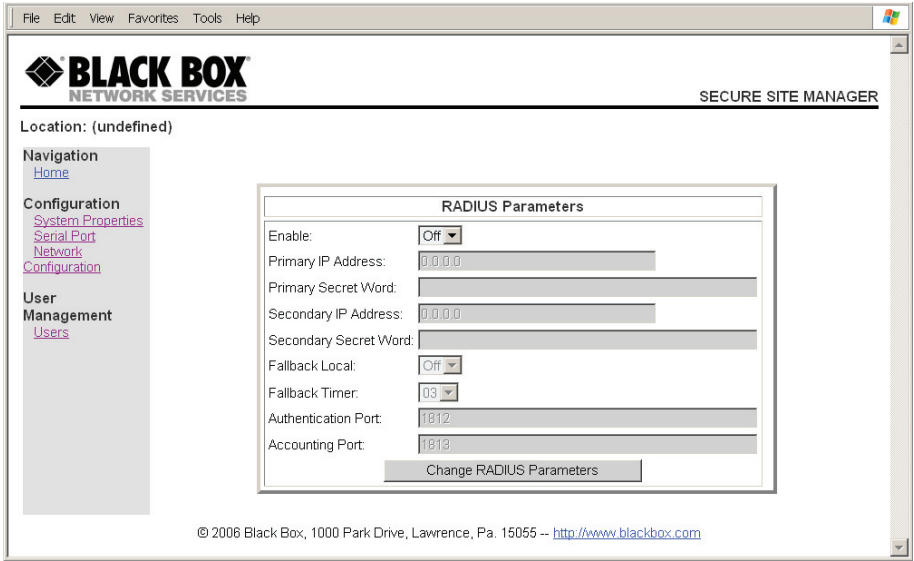 File Edit View Favorites Tools Help
BLACK BOX
NETWORK SERVICES
SECURE SITE MANAGER
Location: (undefined)
Navigation
Home
Configuration
System Properties
Serial Port
Network
Configuration
User
Management
Users
RADIUS Parameters
Enable: Off
Primary IP Address: 0.0.0.0
Primary Secret Word:
Secondary IP Address: 0.0.0.0
Secondary Secret Word:
Fallback Local: Off
Fallback Timer: 03
Authentication Port: 1812
Accounting Port: 1813
Change RADIUS Parameters
© 2006 Black Box, 1000 Park Drive, Lawrence, Pa. 15055 -- http://www.blackbox.com